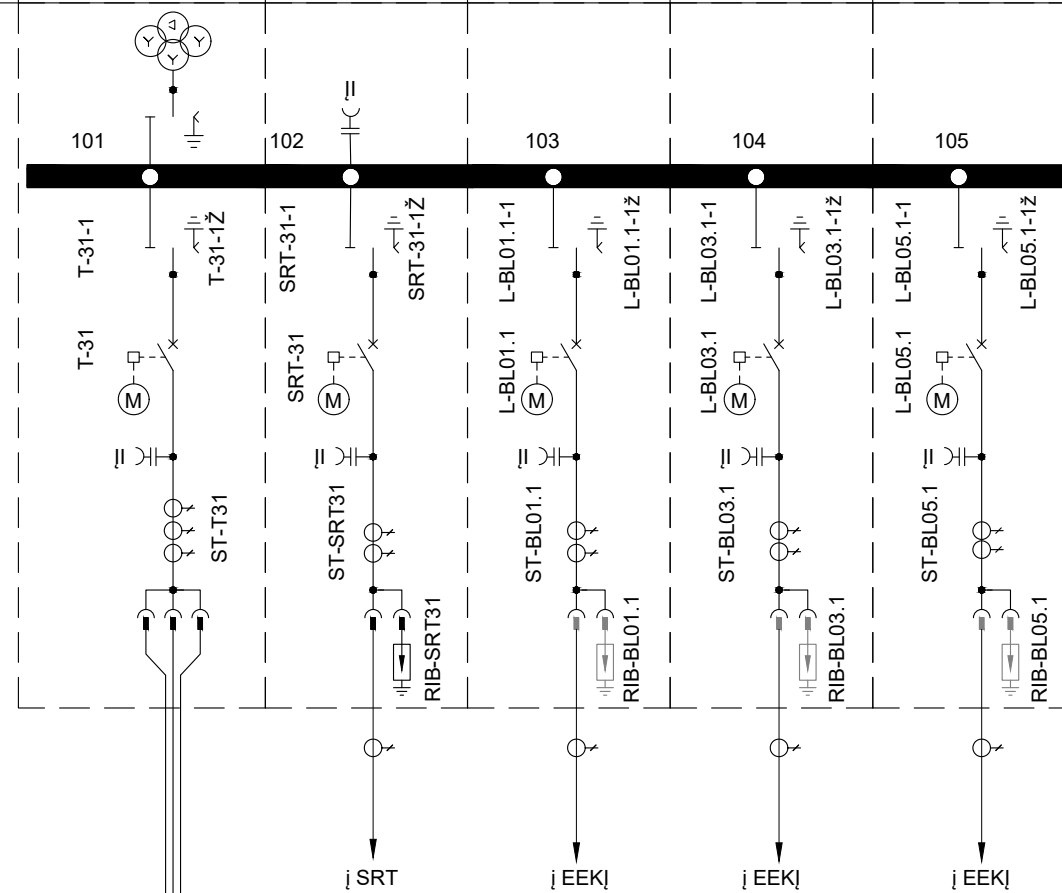 Δ
Y Y
Y
ĮI
101
102
103
104
105
T-31-1
T-31-1Ž
SRT-31-1
SRT-31-1Ž
L-BL01.1-1
L-BL01.1-1ž
L-BL03.1-1
L-BL03.1-1ž
L-BL05.1-1
L-BL05.1-1ž
T-31
SRT-31
L-BL01.1
L-BL03.1
L-BL05.1
M
M
M
M
M
ĮI
ĮI
ĮI
ĮI
ĮI
ST-T31
ST-SRT31
ST-BL01.1
ST-BL03.1
ST-BL05.1
RIB-SRT31
RIB-BL01.1
RIB-BL03.1
RIB-BL05.1
į SRT
į EEKĮ
į EEKĮ
į EEKĮ